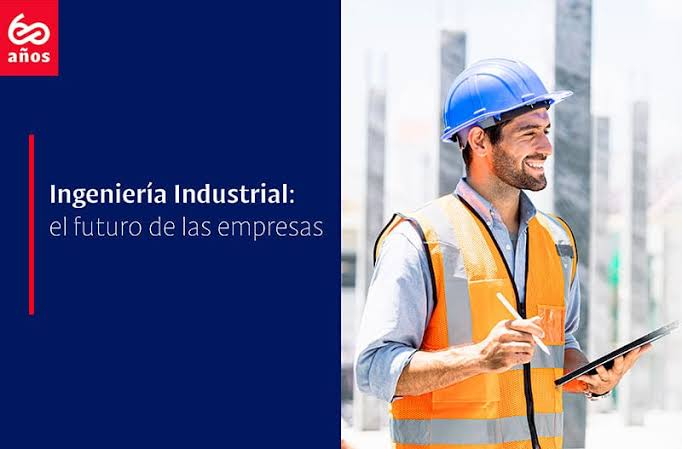 60
años
Ingeniería Industrial:
el futuro de las empresas